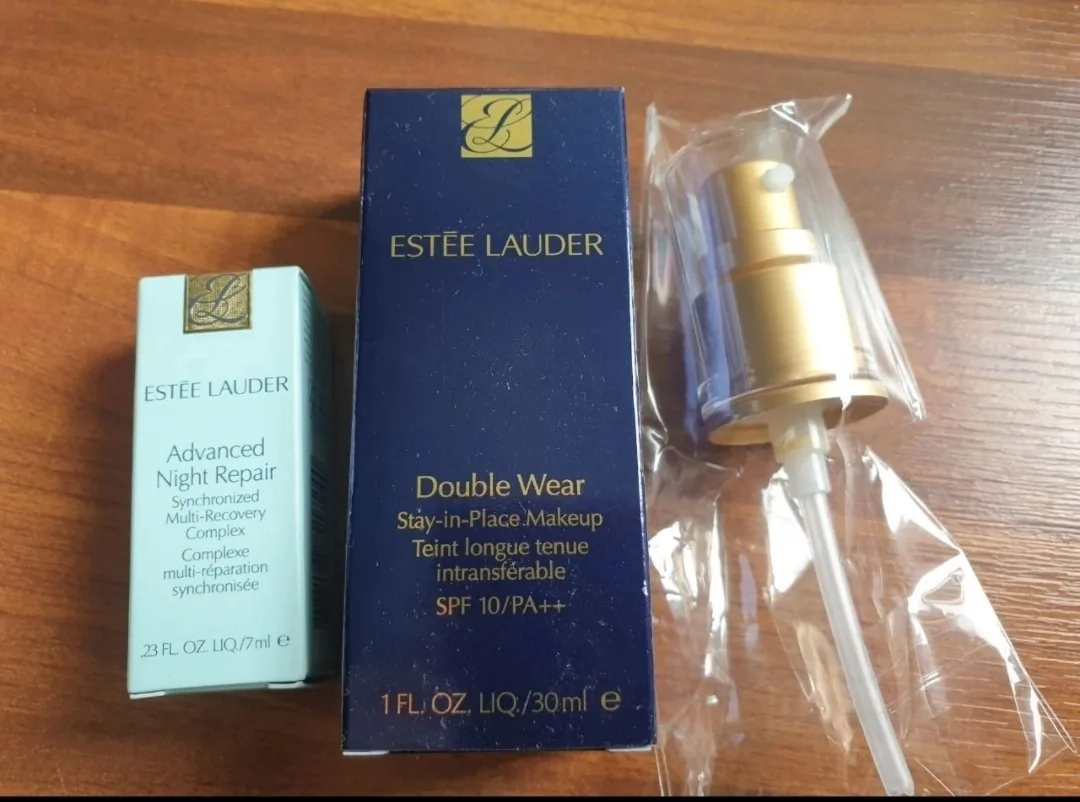 ESTĒE LAUDER
Advanced
Night Repair
Synchronized
Multi-Recovery
Complex
Complexe
multi-réparation
synchronisée
.23 FL. OZ. LIQ./7ml e
ESTĒE LAUDER
Double Wear
Stay-in-Place Makeup
Teint longue tenue
intransférable
SPF 10/PA++
1 FL. OZ. LIQ./30ml e